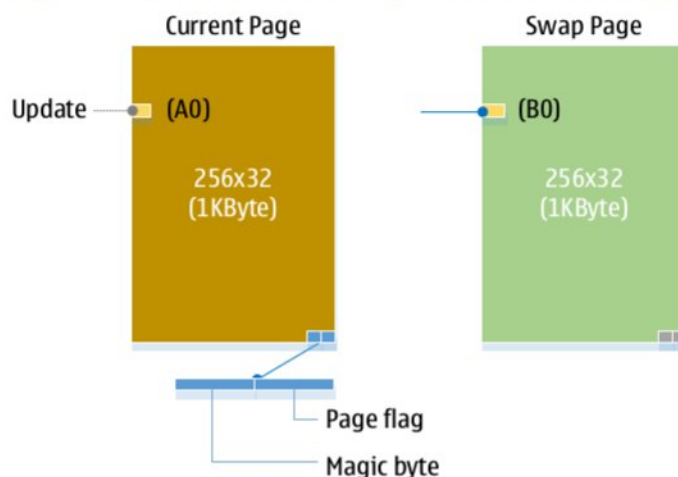 Current Page
Swap Page
Update
(A0)
(B0)
256x32
(1KByte)
256x32
(1KByte)
Page flag
Magic byte